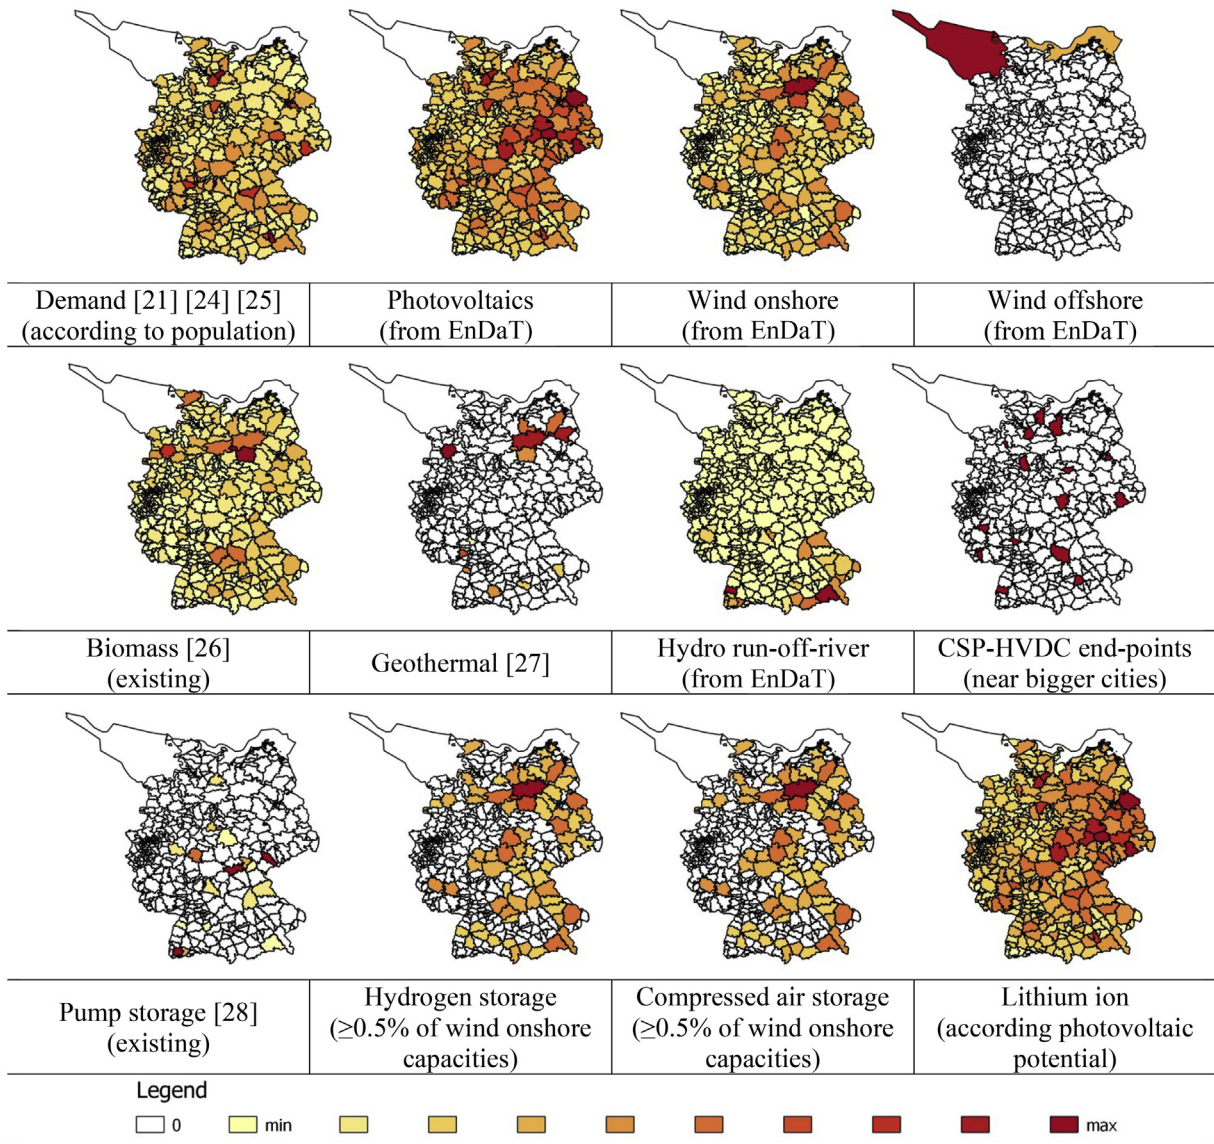 Demand [21] [24] [25]
(according to population)
Photovoltaics
(from EnDaT)
Wind onshore
(from EnDaT)
Wind offshore
(from EnDaT)
Biomass [26]
(existing)
Geothermal [27]
Hydro run-off-river
(from EnDaT)
CSP-HVDC end-points
(near bigger cities)
Pump storage [28]
(existing)
Hydrogen storage
(≥0.5% of wind onshore
capacities)
Compressed air storage
(≥0.5% of wind onshore
capacities)
Lithium ion
(according photovoltaic
potential)
Legend
0 min max